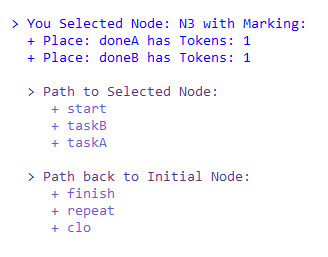 > You Selected Node: N3 with Marking:
+ Place: doneA has Tokens: 1
+ Place: doneB has Tokens: 1
> Path to Selected Node:
+ start
+ taskB
+ taskA
> Path back to Initial Node:
+ finish
+ repeat
+ clo